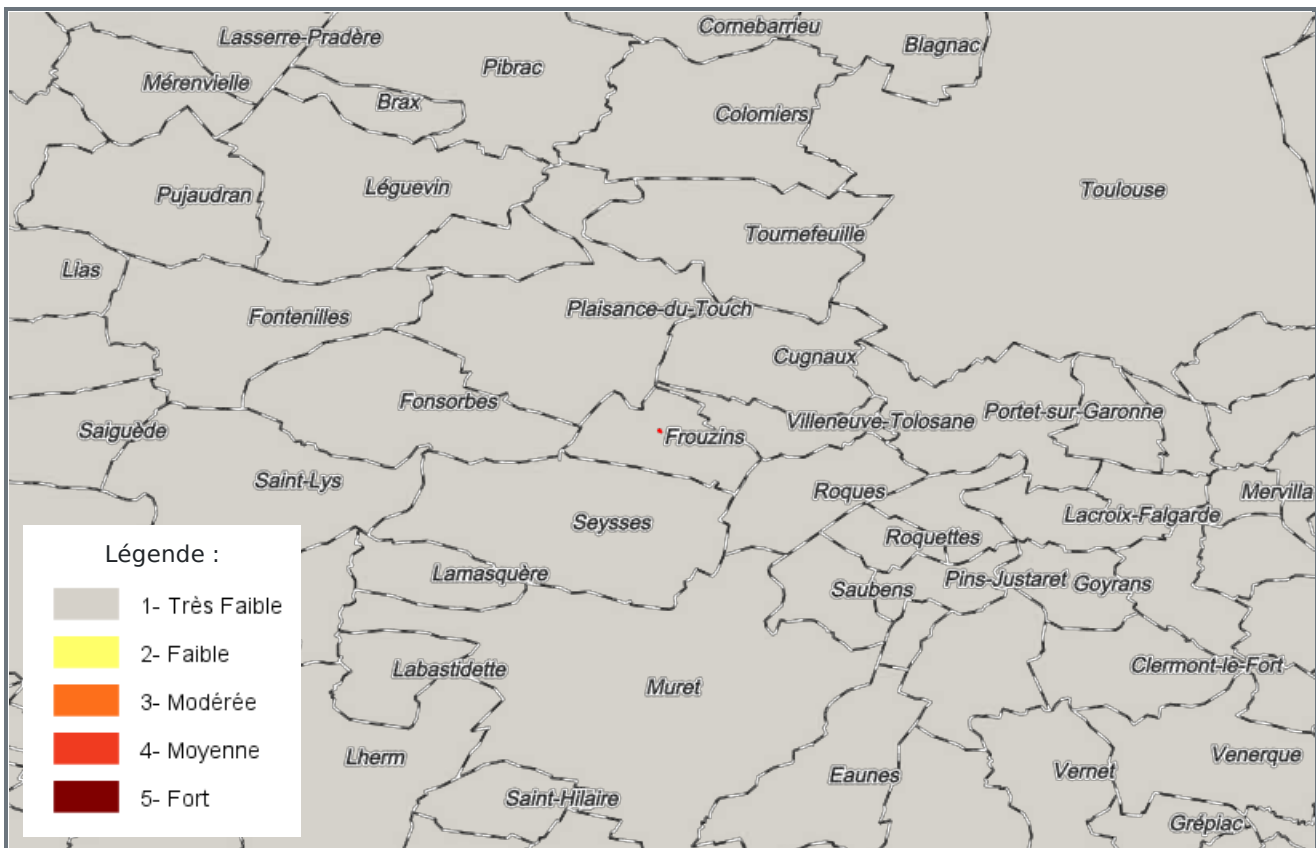 Lasserre-Pradère
Cornebarrieu
Blagnac
Pibrac
Mérenvielle
Brax
Colomiers
Pujaudran
Léguevin
Toulouse
Tournefeuille
Lias
Fontenilles
Plaisance-du-Touch
Cugnaux
Fonsorbes
Portet-sur-Garonne
Saiguède
Frouzins
Villeneuve-Tolosane
Saint-Lys
Roques
Mervilla
Seysses
Lacroix-Falgarde
Roquettes
Lamasquère
Saubens
Pins-Justaret
Goyrans
Labastidette
Muret
Clermont-le-Fort
Lherm
Eaunes
Vernet
Venerque
Saint-Hilaire
Grépiac
Légende :
1- Très Faible
2- Faible
3- Modérée
4- Moyenne
5- Fort